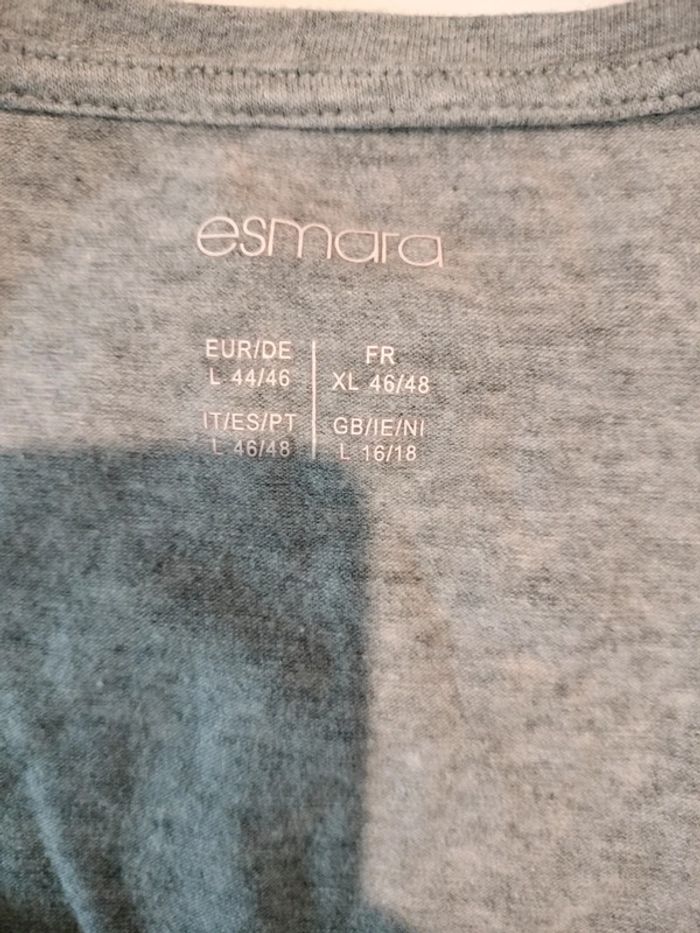 esmara
EUR/DE
L 44/46
FR
XL 46/48
IT/ES/PT
L 46/48
GB/IE/NI
L 16/18